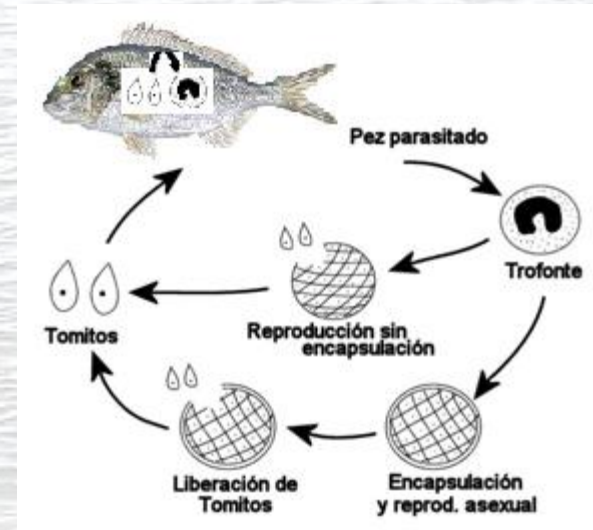 Pez parasitado
Trofonte
Reproducción sin
encapsulación
Tomitos
Liberación de
Tomitos
Encapsulación
y reprod. asexual